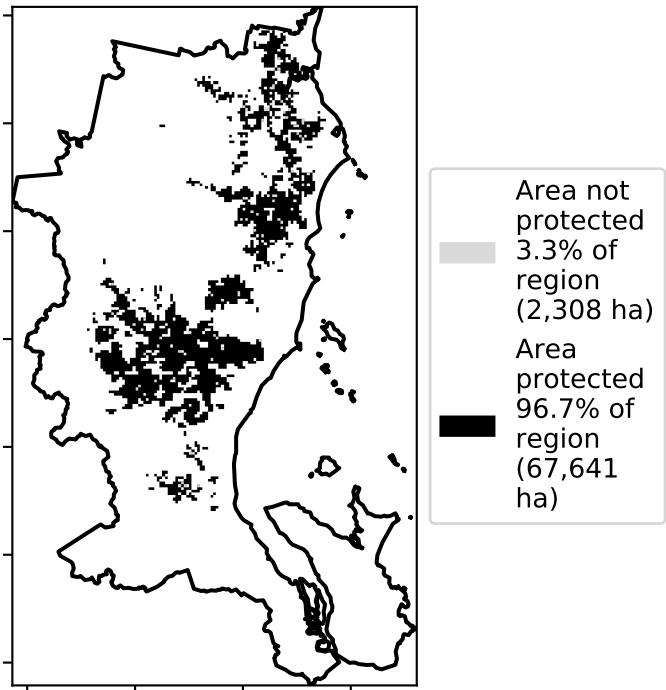 Area not
protected
3.3% of
region
(2,308 ha)
Area
protected
96.7% of
region
(67,641
ha)